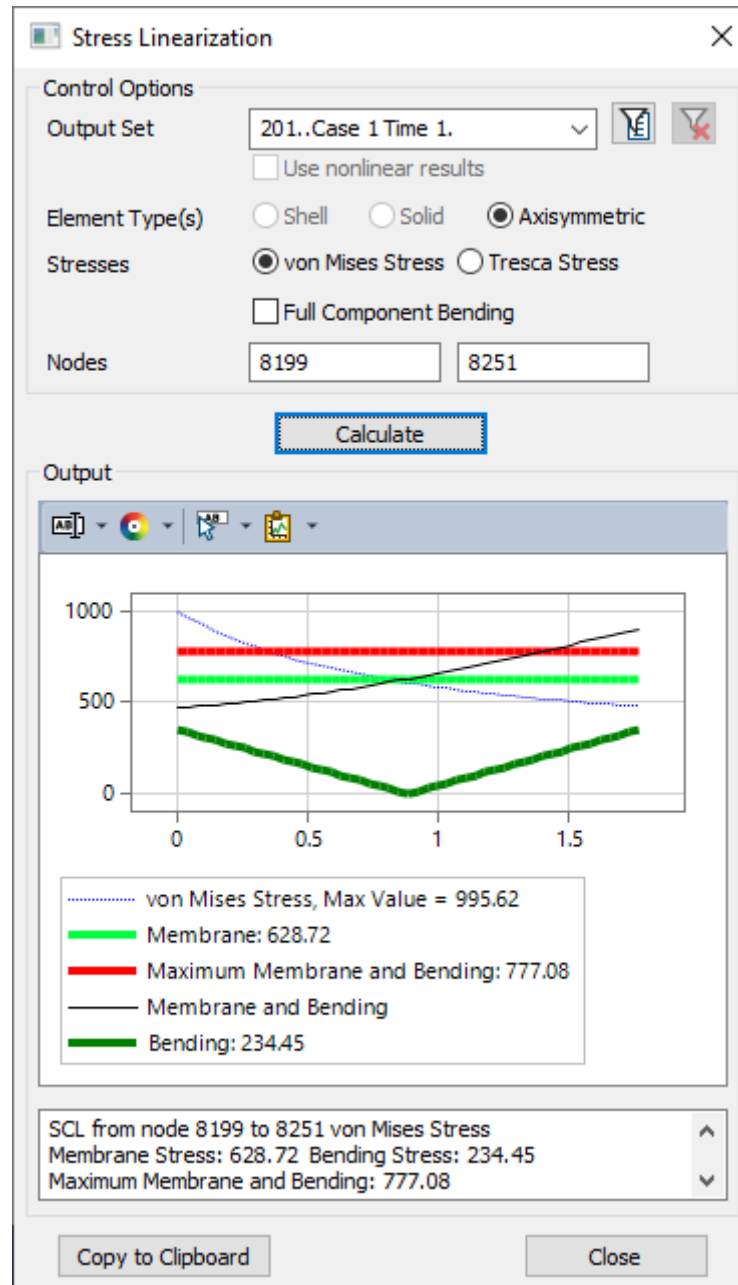 Stress Linearization
Control Options
Output Set 201..Case 1 Time 1.
Use nonlinear results
Element Type(s) Shell Solid Axisymmetric
Stresses von Mises Stress Tresca Stress
Full Component Bending
Nodes 8199 8251
Calculate
Output
1000
500
0
0 0.5 1 1.5
von Mises Stress, Max Value = 995.62
Membrane: 628.72
Maximum Membrane and Bending: 777.08
Membrane and Bending
Bending: 234.45
SCL from node 8199 to 8251 von Mises Stress
Membrane Stress: 628.72 Bending Stress: 234.45
Maximum Membrane and Bending: 777.08
Copy to Clipboard Close